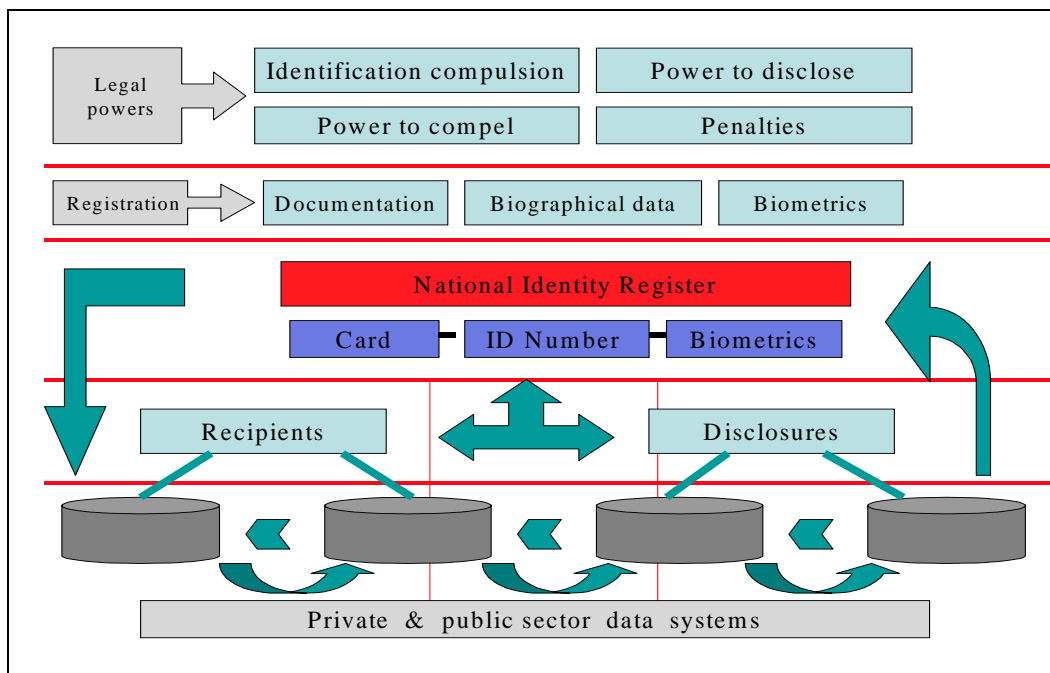 Legal
powers
Identification compulsion
Power to disclose
Power to compel
Penalties
Registration
Documentation
Biographical data
Biometrics
National Identity Register
Card
ID Number
Biometrics
Recipients
Disclosures
Private & public sector data systems